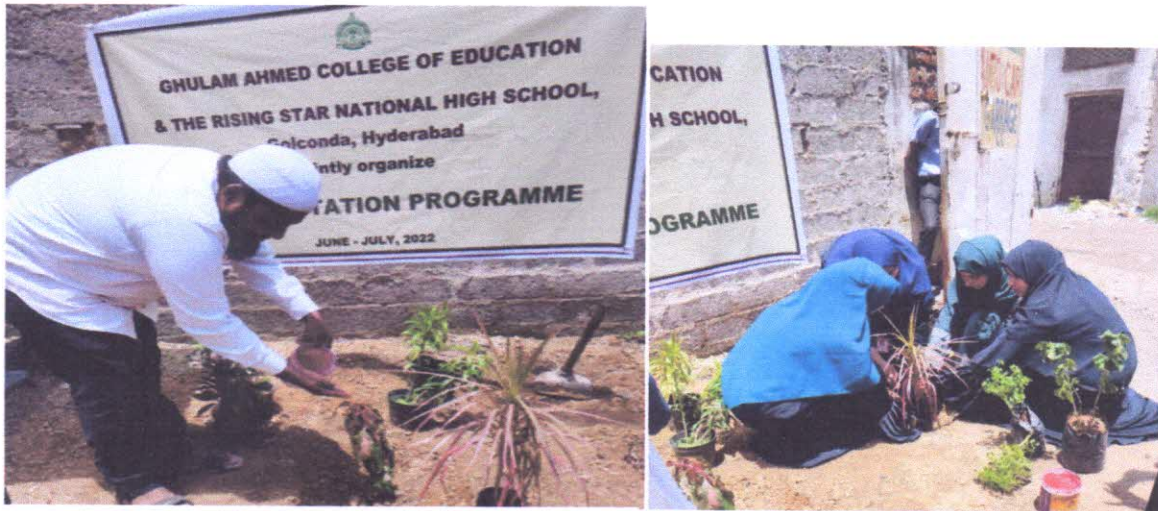 GHULAM AHMED COLLEGE OF EDUCATION
& THE RISING STAR NATIONAL HIGH SCHOOL,
Golconda, Hyderabad
intly organize
TATION PROGRAMME
JUNE - JULY, 2022
CATION
H SCHOOL,
OGRAMME